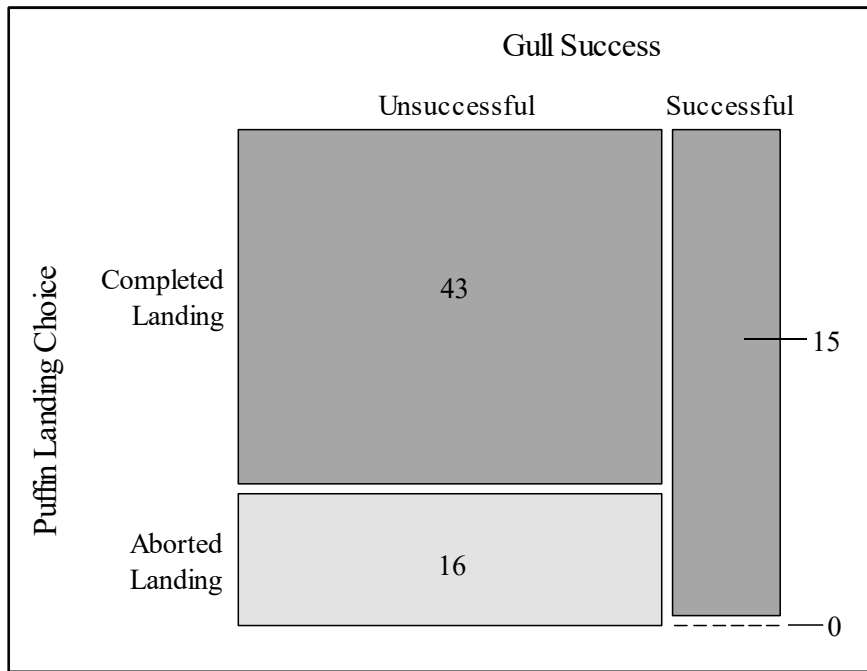 Gull Success
Unsuccessful
Successful
Puffin Landing Choice
Completed
Landing
43
15
Aborted
Landing
16
0